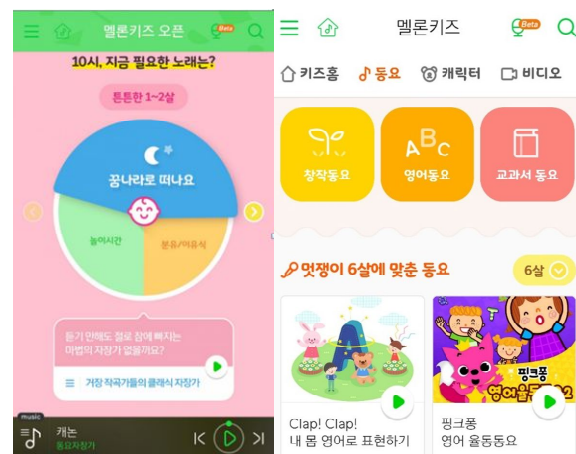 멜론키즈 오픈
Beta
10시, 지금 필요한 노래는?
튼튼한 1~2살
꿈나라로 떠나요
놀이시간
분유/이유식
듣기 만해도 절로 잠에 빠지는
마법의 자장가 없을까요?
거장 작곡가들의 클래식 자장가
music
캐논
동요자장가
멜론키즈
Beta
키즈홈
동요
캐릭터
비디오
창작동요
ABC
영어동요
교과서 동요
멋쟁이 6살에 맞춘 동요
6살
Clap! Clap!
내 몸 영어로 표현하기
핑크퐁
핑크퐁
영어 율동동요